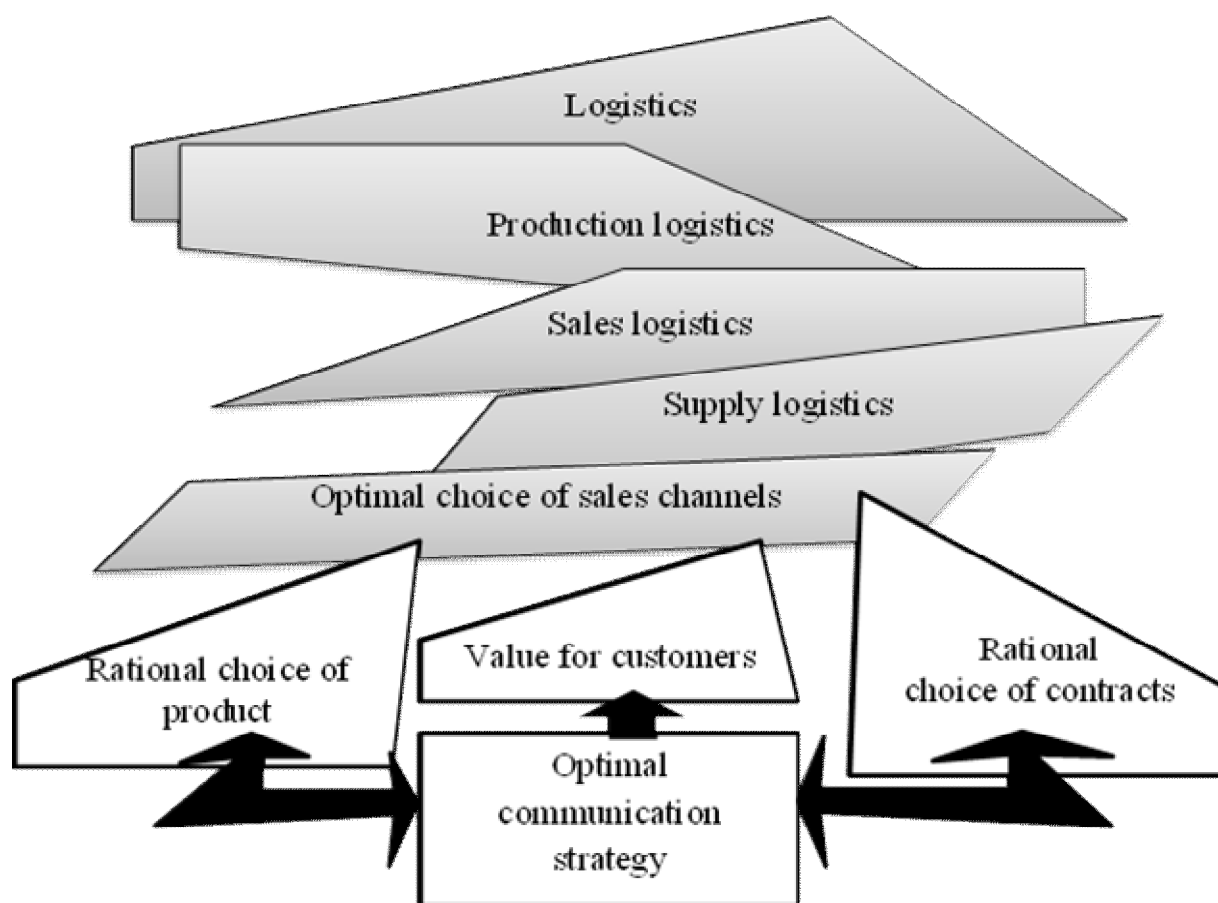 Logistics
Production logistics
Sales logistics
Supply logistics
Optimal choice of sales channels
Rational choice of
product
Value for customers
Rational
choice of contracts
Optimal
communication
strategy